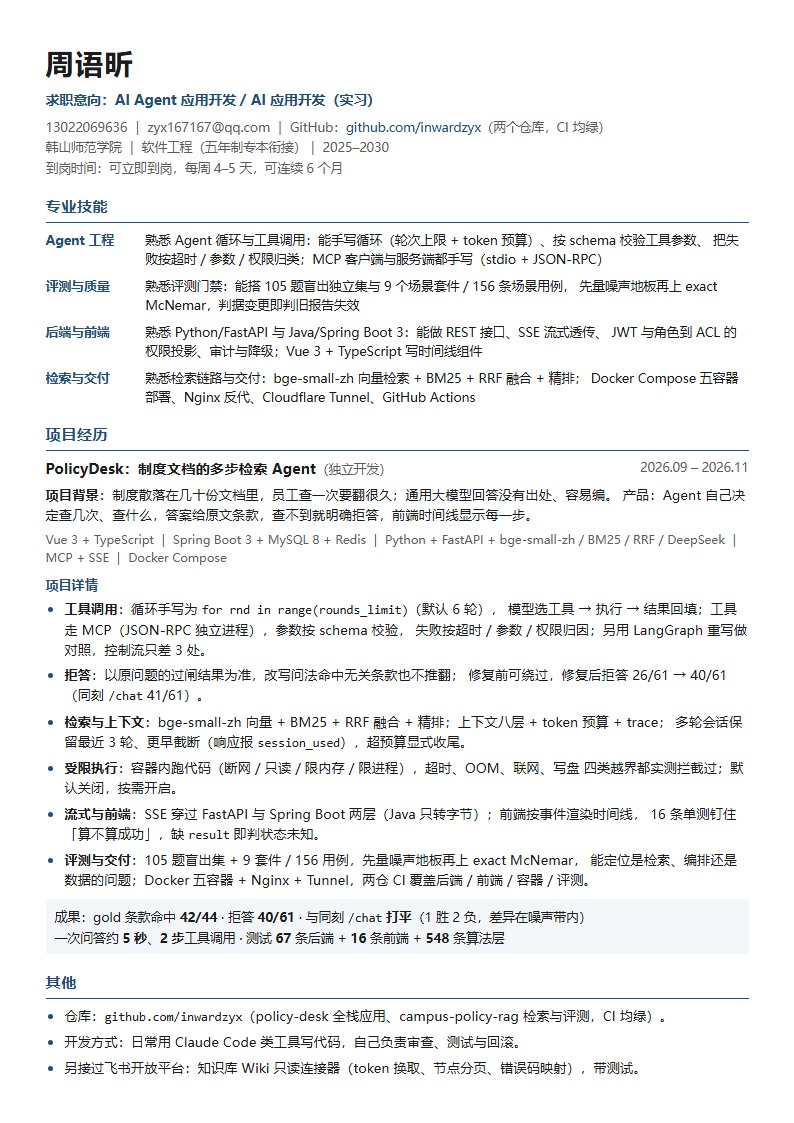 周语昕
求职意向：AI Agent 应用开发 / AI 应用开发（实习）
13022069636 | zyx167167@qq.com | GitHub：github.com/inwardzyx（两个仓库，CI 均绿）
韩山师范学院 | 软件工程（五年制专本衔接） | 2025–2030
到岗时间：可立即到岗，每周 4–5 天，可连续 6 个月
专业技能
Agent 工程 熟悉 Agent 循环与工具调用：能手写循环（轮次上限 + token 预算）、按 schema 校验工具参数、 把失
败按超时 / 参数 / 权限归类；MCP 客户端与服务端都手写（stdio + JSON-RPC）
评测与质量 熟悉评测门禁：能搭 105 题盲出独立集与 9 个场景套件 / 156 条场景用例， 先量噪声地板再上 exact
McNemar，判据变更即判旧报告失效
后端与前端 熟悉 Python/FastAPI 与 Java/Spring Boot 3：能做 REST 接口、SSE 流式透传、 JWT 与角色到 ACL 的
权限投影、审计与降级；Vue 3 + TypeScript 写时间线组件
检索与交付 熟悉检索链路与交付：bge-small-zh 向量检索 + BM25 + RRF 融合 + 精排； Docker Compose 五容器
部署、Nginx 反代、Cloudflare Tunnel、GitHub Actions
项目经历
PolicyDesk：制度文档的多步检索 Agent（独立开发） 2026.09 – 2026.11
项目背景：制度散落在几十份文档里，员工查一次要翻很久；通用大模型回答没有出处、容易编。 产品：Agent 自己决
定查几次、查什么，答案给原文条款，查不到就明确拒答，前端时间线显示每一步。
Vue 3 + TypeScript | Spring Boot 3 + MySQL 8 + Redis | Python + FastAPI + bge-small-zh / BM25 / RRF / DeepSeek |
MCP + SSE | Docker Compose
项目详情
• 工具调用：循环手写为 for rnd in range(rounds_limit)（默认 6 轮）， 模型选工具 → 执行 → 结果回填；工具
走 MCP（JSON-RPC 独立进程），参数按 schema 校验， 失败按超时 / 参数 / 权限归因；另用 LangGraph 重写做
对照，控制流只差 3 处。
• 拒答：以原问题的过闸结果为准，改写问法命中无关条款也不推翻； 修复前可绕过，修复后拒答 26/61 → 40/61
（同刻 /chat 41/61）。
• 检索与上下文：bge-small-zh 向量 + BM25 + RRF 融合 + 精排；上下文八层 + token 预算 + trace； 多轮会话保
留最近 3 轮、更早截断（响应报 session_used），超预算显式收尾。
• 受限执行：容器内跑代码（断网 / 只读 / 限内存 / 限进程），超时、OOM、联网、写盘 四类越界都实测拦截过；默
认关闭，按需开启。
• 流式与前端：SSE 穿过 FastAPI 与 Spring Boot 两层（Java 只转字节）；前端按事件渲染时间线， 16 条单测钉住
「算不算成功」，缺 result 即判状态未知。
• 评测与交付：105 题盲出集 + 9 套件 / 156 用例，先量噪声地板再上 exact McNemar， 能定位是检索、编排还是
数据的问题；Docker 五容器 + Nginx + Tunnel，两仓 CI 覆盖后端 / 前端 / 容器 / 评测。
成果：gold 条款命中 42/44 · 拒答 40/61 · 与同刻 /chat 打平（1 胜 2 负，差异在噪声带内）
一次问答约 5 秒、2 步工具调用 · 测试 67 条后端 + 16 条前端 + 548 条算法层
其他
• 仓库：github.com/inwardzyx（policy-desk 全栈应用、campus-policy-rag 检索与评测，CI 均绿）。
• 开发方式：日常用 Claude Code 类工具写代码，自己负责审查、测试与回滚。
• 另接过飞书开放平台：知识库 Wiki 只读连接器（token 换取、节点分页、错误码映射），带测试。